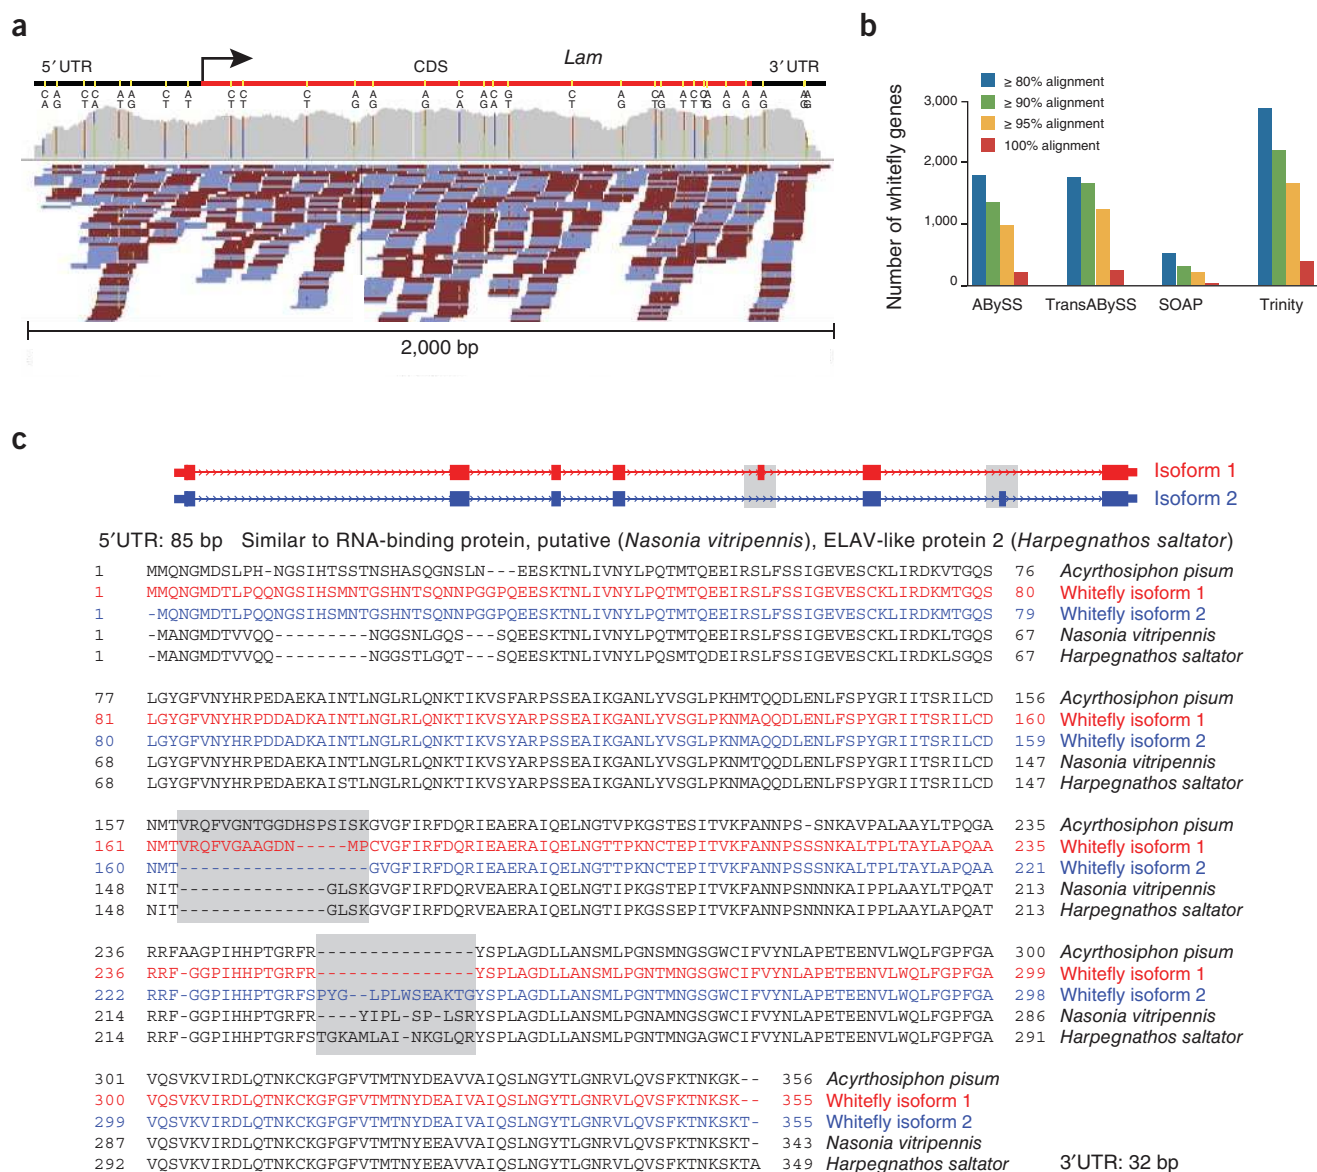 a
5′ UTR
CDS
Lam
3′ UTR
2,000 bp
b
Number of whitefly genes
≥ 80% alignment
≥90% alignment
≥ 95% alignment
100% alignment
3,000
2,000
1,000
0
ABySS
TransABySS
SOAP
Trinity
c
Isoform 1
Isoform 2
5′UTR: 85 bp Similar to RNA-binding protein, putative (Nasonia vitripennis), ELAV-like protein 2 (Harpegnathos saltator)
1 MMQNGMDSLPH-NGSIHTSSTNSHASQGNSLN---EESKTNLIVNYLPQTMTQEEIRSLFSSIGEVESCKLIRDKVTGQS 76 Acyrthosiphon pisum
1 MMQNGMDTLPQQNGSIHSMNTGSHNTSQNNPGGPQEESKTNLIVNYLPQTMTQEEIRSLFSSIGEVESCKLIRDKMTGQS 80 Whitefly isoform 1
1 -MQNGMDTLPQQNGSIHSMNTGSHNTSQNNPGGPQEESKTNLIVNYLPQTMTQEEIRSLFSSIGEVESCKLIRDKMTGQS 79 Whitefly isoform 2
1 -MANGMDTVVQQ---------NGGSNLGQS---SQEESKTNLIVNYLPQTMTQEEIRSLFSSIGEVESCKLIRDKLTGQS 67 Nasonia vitripennis
1 -MANGMDTVVQQ---------NGGSTLGQT---SQEESKTNLIVNYLPQSMTQDEIRSLFSSIGEVESCKLIRDKLSGQS 67 Harpegnathos saltator
77 LGYGFVNYHRPEDAEKAINTLNGLRLQNKTIKVSFARPSSEAIKGANLYVSGLPKHMTQQDLENLFSPYGRIITSRILCD 156 Acyrthosiphon pisum
81 LGYGFVNYHRPDDADKAINTLNGLRLQNKTIKVSYARPSSEAIKGANLYVSGLPKNMAQQDLENLFSPYGRIITSRILCD 160 Whitefly isoform 1
80 LGYGFVNYHRPDDADKAINTLNGLRLQNKTIKVSYARPSSEAIKGANLYVSGLPKNMAQQDLENLFSPYGRIITSRILCD 159 Whitefly isoform 2
68 LGYGFVNYHRPEDAEKAINTLNGLRLQNKTIKVSYARPSSEAIKGANLYVSGLPKNMAQQDLENLFSPYGRIITSRILCD 147 Nasonia vitripennis
68 LGYGFVNYHRPEDAEKAISTLNGLRLQNKTIKVSYARPSSEAIKGANLYVSGLPKNMAQQDLENLFSPYGRIITSRILCD 147 Harpegnathos saltator
157 NMTVRQFVGNTGGDHSPSISKGVGFIRFDQRIEAERAIQELNGTVPKGSTESITVKFANNPS-SNKAVPALAAYLTPQGA 235 Acyrthosiphon pisum
161 NMTVRQFVGAAGDN-----MPCVGFIRFDQRIEAERAIQELNGTTPKNCTEPITVKFANNPSSSNKALTPLTAYLAPQAA 235 Whitefly isoform 1
160 NMT------------------GVGFIRFDQRIEAERAIQELNGTTPKNCTEPITVKFANNPSSSNKALTPLTAYLAPQAA 221 Whitefly isoform 2
148 NIT--------------GLSKGVGFIRFDQRVEAERAIQELNGTIPKGSTEPITVKFANNPSNNNKAIPPLAAYLTPQAT 213 Nasonia vitripennis
148 NIT--------------GLSKGVGFIRFDQRVEAERAIQELNGTIPKGSSEPITVKFANNPSNNNKAIPPLAAYLAPQAT 213 Harpegnathos saltator
236 RRFAAGPIHHPTGRFR---------------YSPLAGDLLANSMLPGNSMNGSGWCIFVYNLAPETEENVLWQLFGPFGA 300 Acyrthosiphon pisum
236 RRF-GGPIHHPTGRFR---------------YSPLAGDLLANSMLPGNTMNGSGWCIFVYNLAPETEENVLWQLFGPFGA 299 Whitefly isoform 1
222 RRF-GGPIHHPTGRFSPYG--LPLWSEAKTGYSPLAGDLLANSMLPGNTMNGSGWCIFVYNLAPETEENVLWQLFGPFGA 298 Whitefly isoform 2
214 RRF-GGPIHHPTGRFR----YIPL-SP-LSRYSPLAGDLLANSMLPGNAMNGSGWCIFVYNLAPETEENVLWQLFGPFGA 286 Nasonia vitripennis
214 RRF-GGPIHHPTGRFSTGKAMLAI-NKGLQRYSPLAGDLLANSMLPGNTMNGAGWCIFVYNLAPETEENVLWQLFGPFGA 291 Harpegnathos saltator
301 VQSVKVIRDLQTNKCKGFGFVTMTNYDEAVVAIQSLNGYTLGNRVLQVSFKTNKGK-- 356 Acyrthosiphon pisum
300 VQSVKVIRDLQTNKCKGFGFVTMTNYDEAIVAIQSLNGYTLGNRVLQVSFKTNKSK-- 355 Whitefly isoform 1
299 VQSVKVIRDLQTNKCKGFGFVTMTNYDEAIVAIQSLNGYTLGNRVLQVSFKTNKSKT- 355 Whitefly isoform 2
287 VQSVKVIRDLQTNKCKGFGFVTMTNYEEAVVAIQSLNGYTLGNRVLQVSFKTNKSKT- 343 Nasonia vitripennis
292 VQSVKVIRDLQTNKCKGFGFVTMTNYEEAVVAIQSLNGYTLGNRVLQVSFKTNKSKTA 349 Harpegnathos saltator
3′UTR: 32 bp